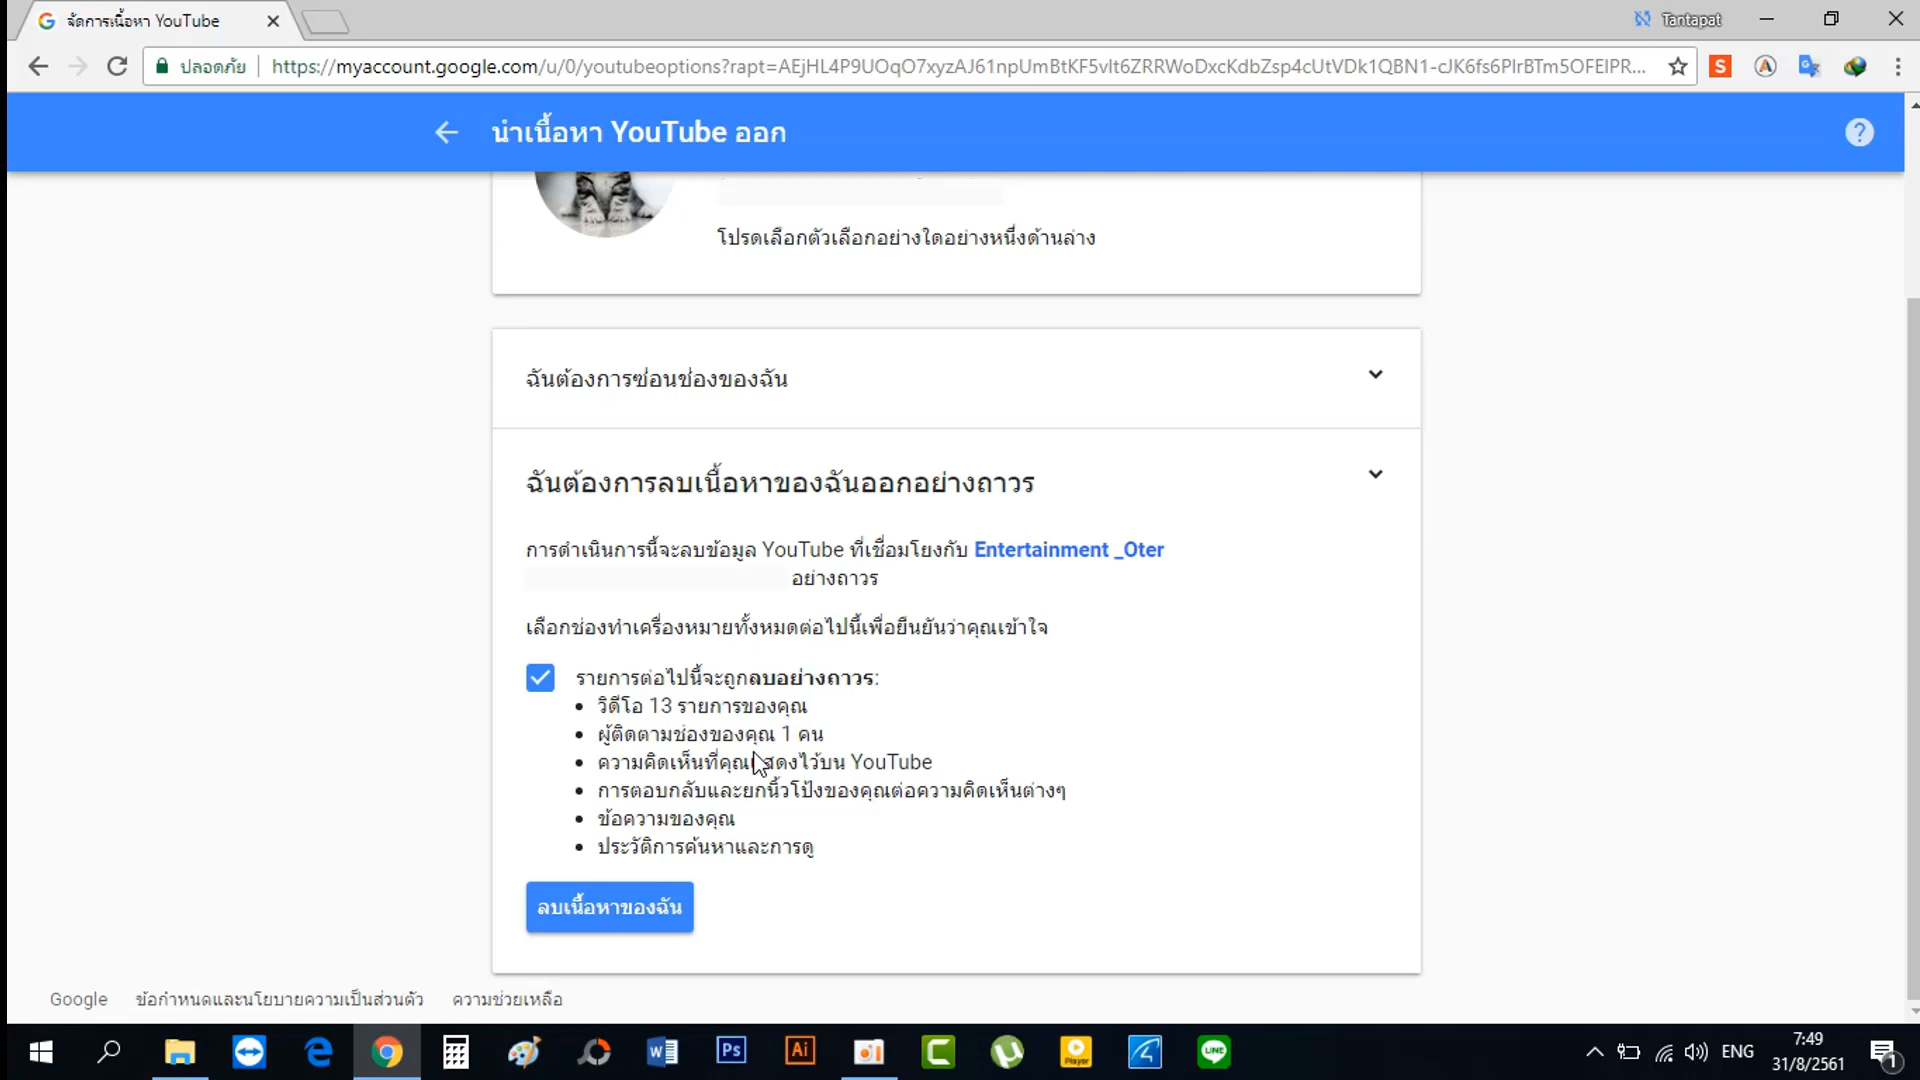 จัดการเนื้อหา YouTube
Tantapat
ปลอดภัย
https://myaccount.google.com/u/0/youtubeoptions?rapt=AEjHL4P9UOqO7xyzAJ61npUmBtKF5vlt6ZRRWoDxcKdbZsp4cUtVDk1QBN1-cJK6fs6PIrBTm5OFEIPR...
นำเนื้อหา YouTube ออก
โปรดเลือกตัวเลือกอย่างใดอย่างหนึ่งด้านล่าง
ฉันต้องการซ่อนช่องของฉัน
ฉันต้องการลบเนื้อหาของฉันออกอย่างถาวร
การดำเนินการนี้จะลบข้อมูล YouTube ที่เชื่อมโยงกับ Entertainment _Oter
อย่างถาวร
เลือกช่องทำเครื่องหมายทั้งหมดต่อไปนี้เพื่อยืนยันว่าคุณเข้าใจ
รายการต่อไปนี้จะถูกลบอย่างถาวร:
• วิดีโอ 13 รายการของคุณ
• ผู้ติดตามช่องของคุณ 1 คน
• ความคิดเห็นที่คุณแสดงไว้บน YouTube
• การตอบกลับและยกนิ้วโป้งของคุณต่อความคิดเห็นต่างๆ
• ข้อความของคุณ
• ประวัติการค้นหาและการดู
ลบเนื้อหาของฉัน
Google ข้อกำหนดและนโยบายความเป็นส่วนตัว ความช่วยเหลือ
ENG
7:49
31/8/2561